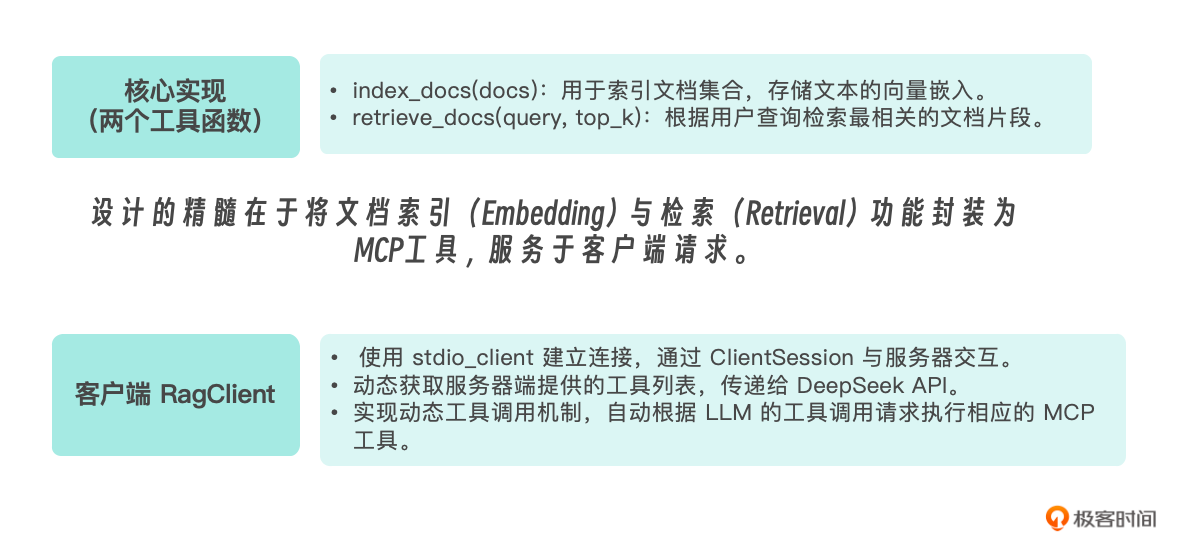 核心实现
（两个工具函数）
• index_docs(docs)：用于索引文档集合，存储文本的向量嵌入。
• retrieve_docs(query, top_k)：根据用户查询检索最相关的文档片段。
设计的精髓在于将文档索引（Embedding）与检索（Retrieval）功能封装为
MCP工具，服务于客户端请求。
客户端 RagClient
• 使用 stdio_client 建立连接，通过 ClientSession 与服务器交互。
• 动态获取服务器端提供的工具列表，传递给 DeepSeek API。
• 实现动态工具调用机制，自动根据 LLM 的工具调用请求执行相应的 MCP
工具。
极客时间